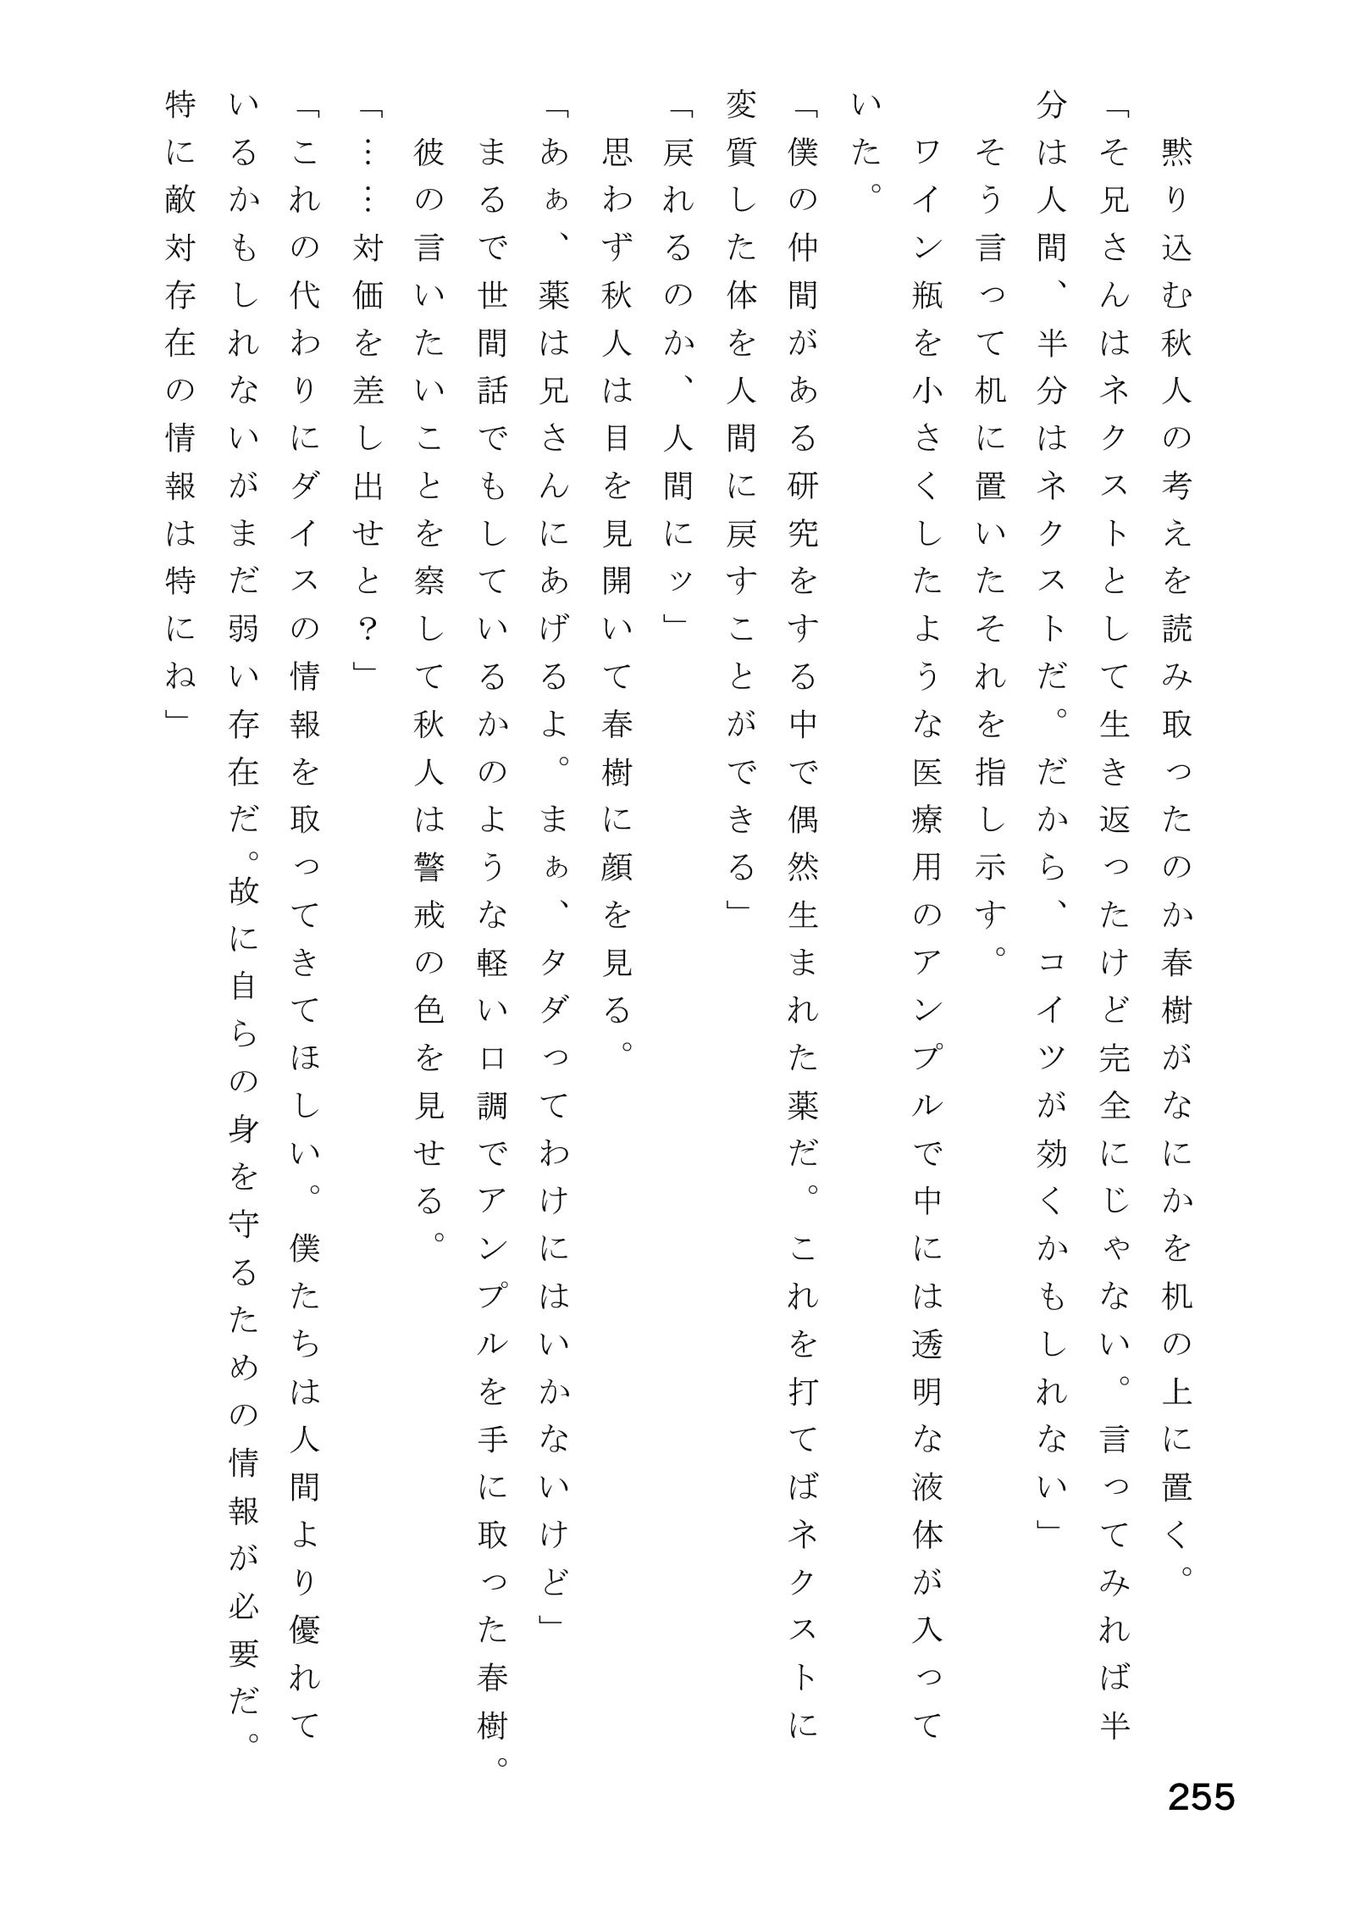 黙り込む秋人の考えを読み取ったのか春樹がなにかを机の上に置く。
「そ兄さんはネクストとして生き返ったけど完全にじゃない。言ってみれば半
分は人間、半分はネクストだ。だから、コイツが効くかもしれない」
　そう言って机に置いたそれを指し示す。
　ワイン瓶を小さくしたような医療用のアンプルで中には透明な液体が入って
いた。
「僕の仲間がある研究をする中で偶然生まれた薬だ。これを打てばネクストに
変質した体を人間に戻すことができる」
「戻れるのか、人間にッ」
　思わず秋人は目を見開いて春樹に顔を見る。
「あぁ、薬は兄さんにあげるよ。まぁ、タダってわけにはいかないけど」
　まるで世間話でもしているかのような軽い口調でアンプルを手に取った春樹。
　彼の言いたいことを察して秋人は警戒の色を見せる。
「……対価を差し出せと？」
「これの代わりにダイスの情報を取ってきてほしい。僕たちは人間より優れて
いるかもしれないがまだ弱い存在だ。故に自らの身を守るための情報が必要だ。
特に敵対存在の情報は特にね」
255